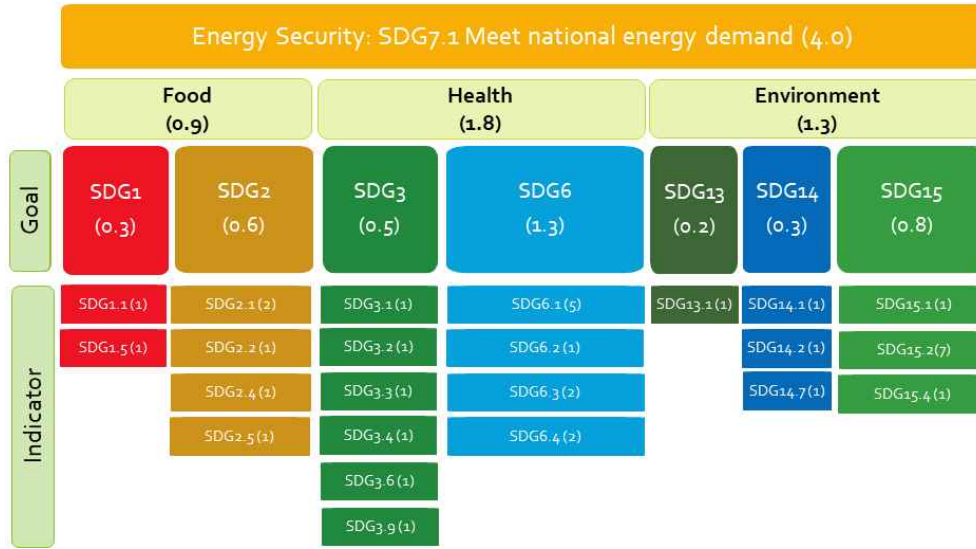 Energy Security: SDG7.1 Meet national energy demand (4.0)
Food
(0.9)
Health
(1.8)
Environment
(1.3)
Goal
SDG1
(0.3)
SDG2
(0.6)
SDG3
(0.5)
SDG6
(1.3)
SDG13
(0.2)
SDG14
(0.3)
SDG15
(0.8)
Indicator
SDG1.1 (1)
SDG2.1 (2)
SDG3.1 (1)
SDG6.1 (5)
SDG13.1 (1)
SDG14.1 (1)
SDG15.1 (1)
SDG1.5 (1)
SDG2.2 (1)
SDG3.2 (1)
SDG6.2 (1)
SDG14.2 (1)
SDG15.2(7)
SDG2.4 (1)
SDG3.3 (1)
SDG6.3 (2)
SDG14.7 (1)
SDG15.4 (1)
SDG2.5 (1)
SDG3.4 (1)
SDG6.4 (2)
SDG3.6 (1)
SDG3.9 (1)